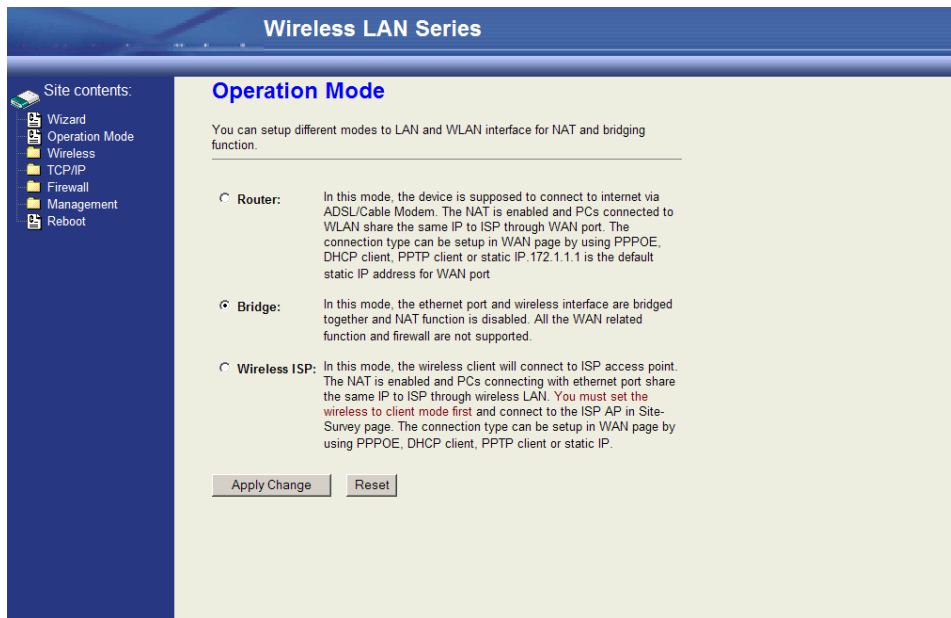 Wireless LAN Series
Site contents:
Wizard
Operation Mode
Wireless
TCP/IP
Firewall
Management
Reboot
Operation Mode
You can setup different modes to LAN and WLAN interface for NAT and bridging
function.
Router:
In this mode, the device is supposed to connect to internet via
ADSL/Cable Modem. The NAT is enabled and PCs connected to
WLAN share the same IP to ISP through WAN port. The
connection type can be setup in WAN page by using PPPOE,
DHCP client, PPTP client or static IP.172.1.1.1 is the default
static IP address for WAN port
Bridge:
In this mode, the ethernet port and wireless interface are bridged
together and NAT function is disabled. All the WAN related
function and firewall are not supported.
Wireless ISP:
In this mode, the wireless client will connect to ISP access point.
The NAT is enabled and PCs connecting with ethernet port share
the same IP to ISP through wireless LAN. You must set the
wireless to client mode first and connect to the ISP AP in Site-
Survey page. The connection type can be setup in WAN page by
using PPPOE, DHCP client, PPTP client or static IP.
Apply Change
Reset